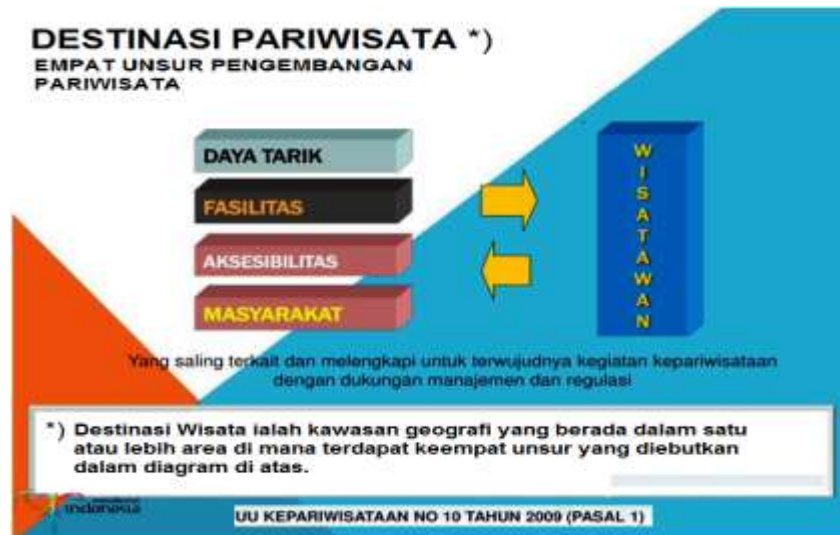 DESTINASI PARIWISATA *)
EMPAT UNSUR PENGEMBANGAN
PARIWISATA
DAYA TARIK
FASILITAS
AKSESIBILITAS
MASYARAKAT
WISATAWAN
Yang saling terkait dan melengkapi untuk terwujudnya kegiatan kepariwisataan
dengan dukungan manajemen dan regulasi
*) Destinasi Wisata ialah kawasan geografi yang berada dalam satu
atau lebih area di mana terdapat keempat unsur yang diebutkan
dalam diagram di atas.
indonesia
UU KEPARIWISATAAN NO 10 TAHUN 2009 (PASAL 1)